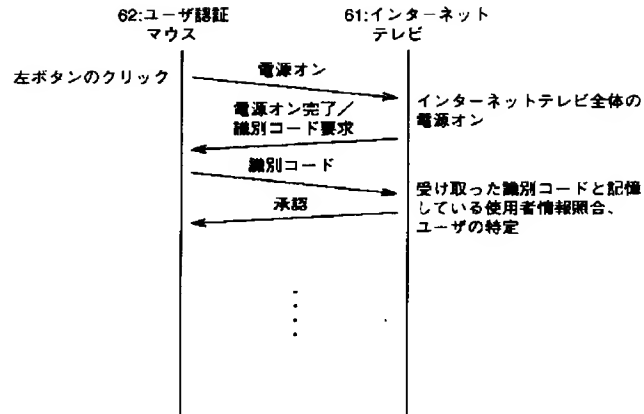 62:ユーザ認証
マウス
61:インターネット
テレビ
左ボタンのクリック
電源オン
インターネットテレビ全体の
電源オン
電源オン完了／
識別コード要求
識別コード
受け取った識別コードと記憶
している使用者情報照合、
ユーザの特定
承認